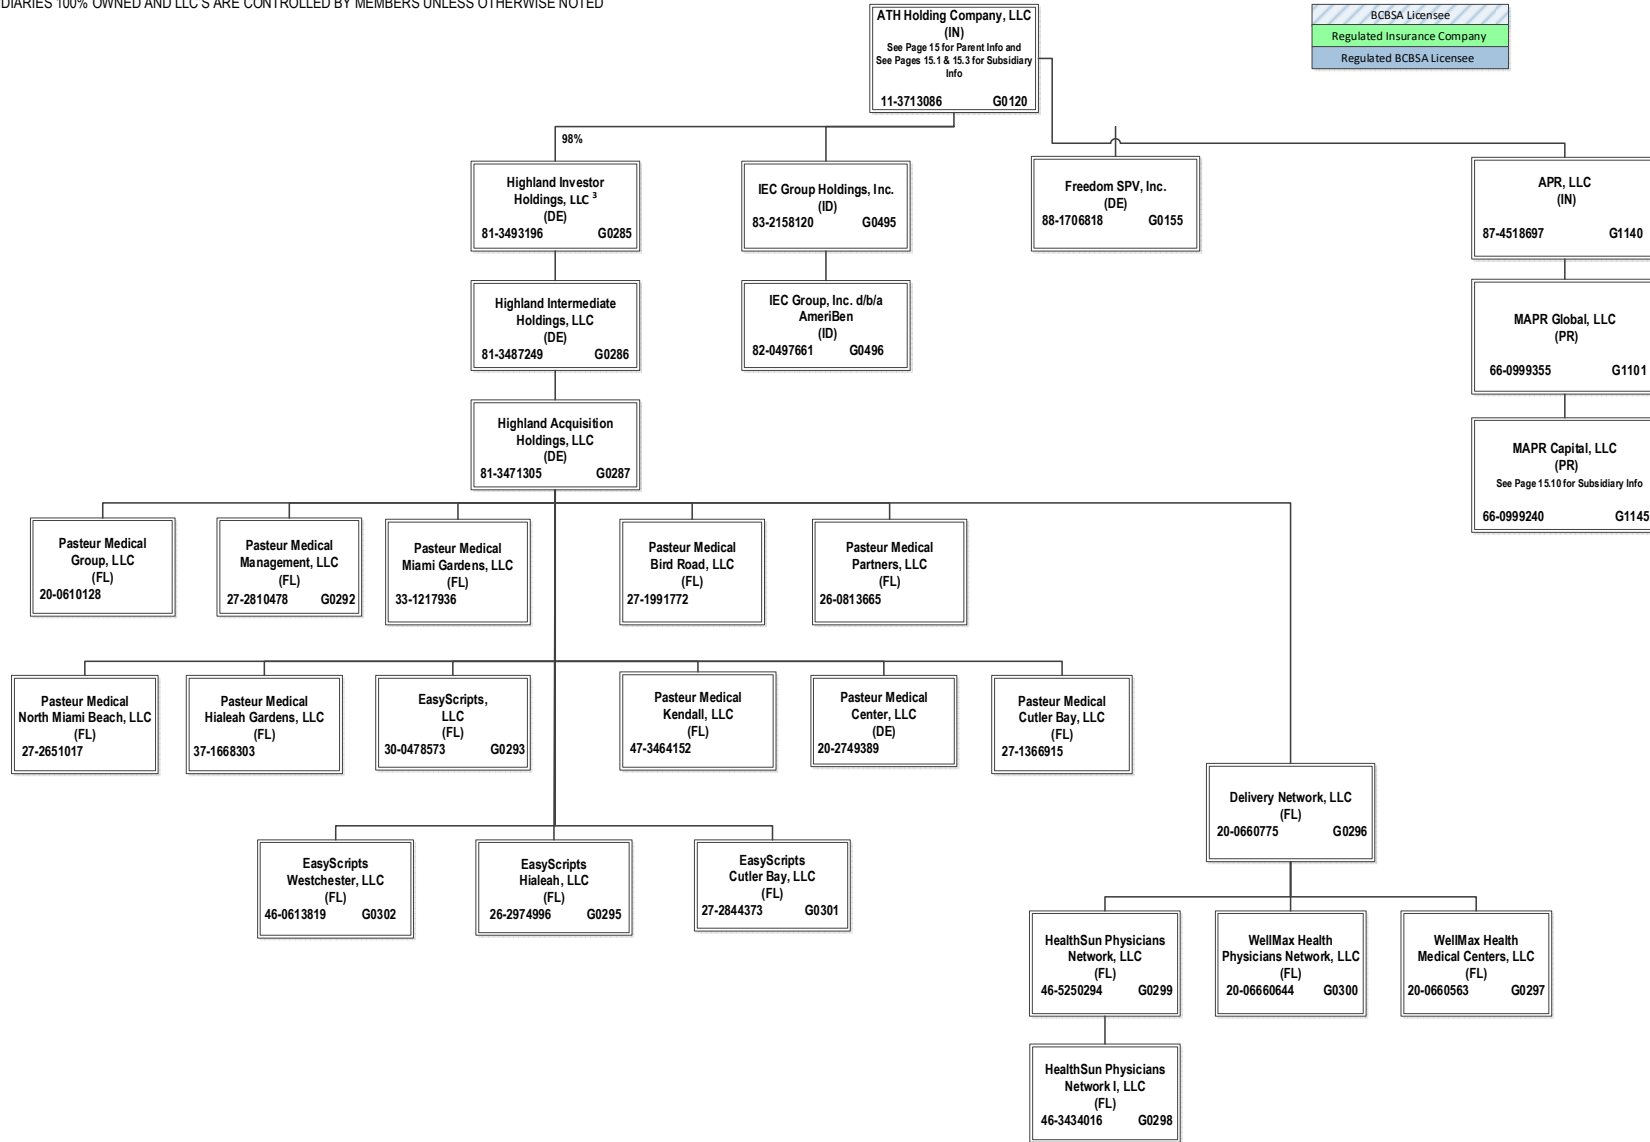 DIARIES 100% OWNED AND LLC'S ARE CONTROLLED BY MEMBERS UNLESS OTHERWISE NOTED
ATH Holding Company, LLC
(IN)
See Page 15 for Parent Info and
See Pages 15.1 & 15.3 for Subsidiary
Info
11-3713086 G0120
BCBSA Licensee
Regulated Insurance Company
Regulated BCBSA Licensee
98%
Highland Investor
Holdings, LLC ³
(DE)
81-3493196 G0285
IEC Group Holdings, Inc.
(ID)
83-2158120 G0495
Freedom SPV, Inc.
(DE)
88-1706818 G0155
APR, LLC
(IN)
87-4518697 G1140
Highland Intermediate
Holdings, LLC
(DE)
81-3487249 G0286
IEC Group, Inc. d/b/a
AmeriBen
(ID)
82-0497661 G0496
MAPR Global, LLC
(PR)
66-0999355 G1101
Highland Acquisition
Holdings, LLC
(DE)
81-3471305 G0287
MAPR Capital, LLC
(PR)
See Page 15.10 for Subsidiary Info
66-0999240 G1145
Pasteur Medical
Group, LLC
(FL)
20-0610128
Pasteur Medical
Management, LLC
(FL)
27-2810478 G0292
Pasteur Medical
Miami Gardens, LLC
(FL)
33-1217936
Pasteur Medical
Bird Road, LLC
(FL)
27-1991772
Pasteur Medical
Partners, LLC
(FL)
26-0813665
Pasteur Medical
North Miami Beach, LLC
(FL)
27-2651017
Pasteur Medical
Hialeah Gardens, LLC
(FL)
37-1668303
EasyScripts,
LLC
(FL)
30-0478573 G0293
Pasteur Medical
Kendall, LLC
(FL)
47-3464152
Pasteur Medical
Center, LLC
(DE)
20-2749389
Pasteur Medical
Cutler Bay, LLC
(FL)
27-1366915
Delivery Network, LLC
(FL)
20-0660775 G0296
EasyScripts
Westchester, LLC
(FL)
46-0613819 G0302
EasyScripts
Hialeah, LLC
(FL)
26-2974996 G0295
EasyScripts
Cutler Bay, LLC
(FL)
27-2844373 G0301
HealthSun Physicians
Network, LLC
(FL)
46-5250294 G0299
WellMax Health
Physicians Network, LLC
(FL)
20-06660644 G0300
WellMax Health
Medical Centers, LLC
(FL)
20-0660563 G0297
HealthSun Physicians
Network I, LLC
(FL)
46-3434016 G0298